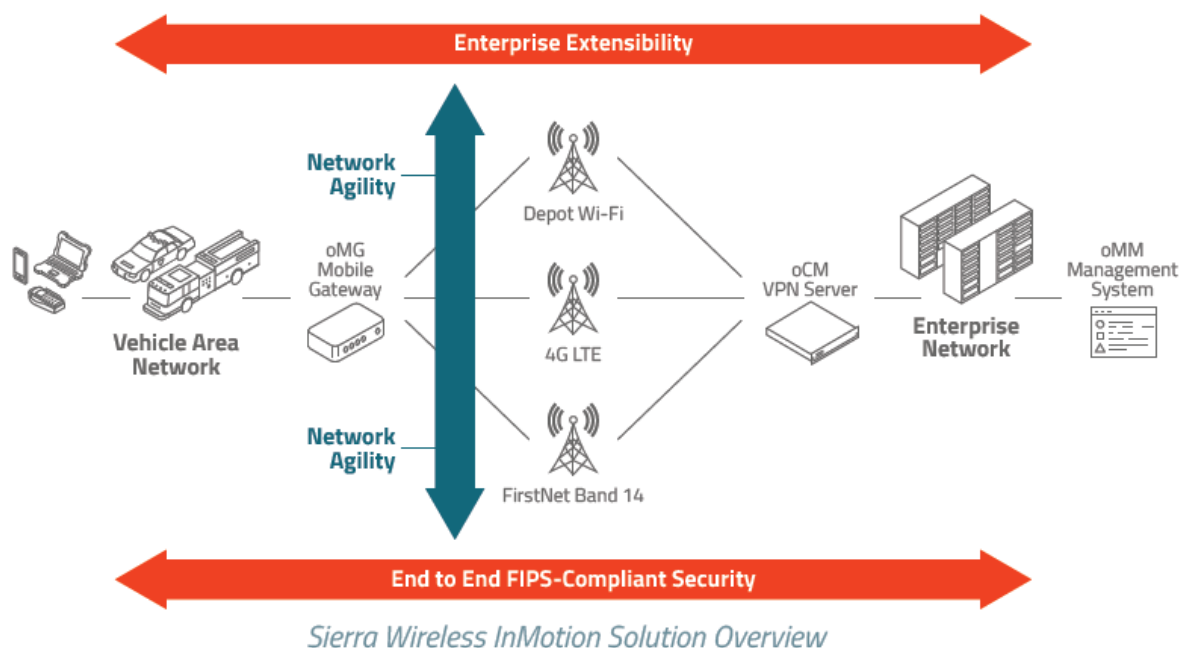 Enterprise Extensibility
Network
Agility
Depot Wi-Fi
oMG
Mobile
Gateway
oCM
VPN Server
oMM
Management
System
Vehicle Area
Network
4G LTE
Enterprise
Network
Network
Agility
FirstNet Band 14
End to End FIPS-Compliant Security
Sierra Wireless InMotion Solution Overview